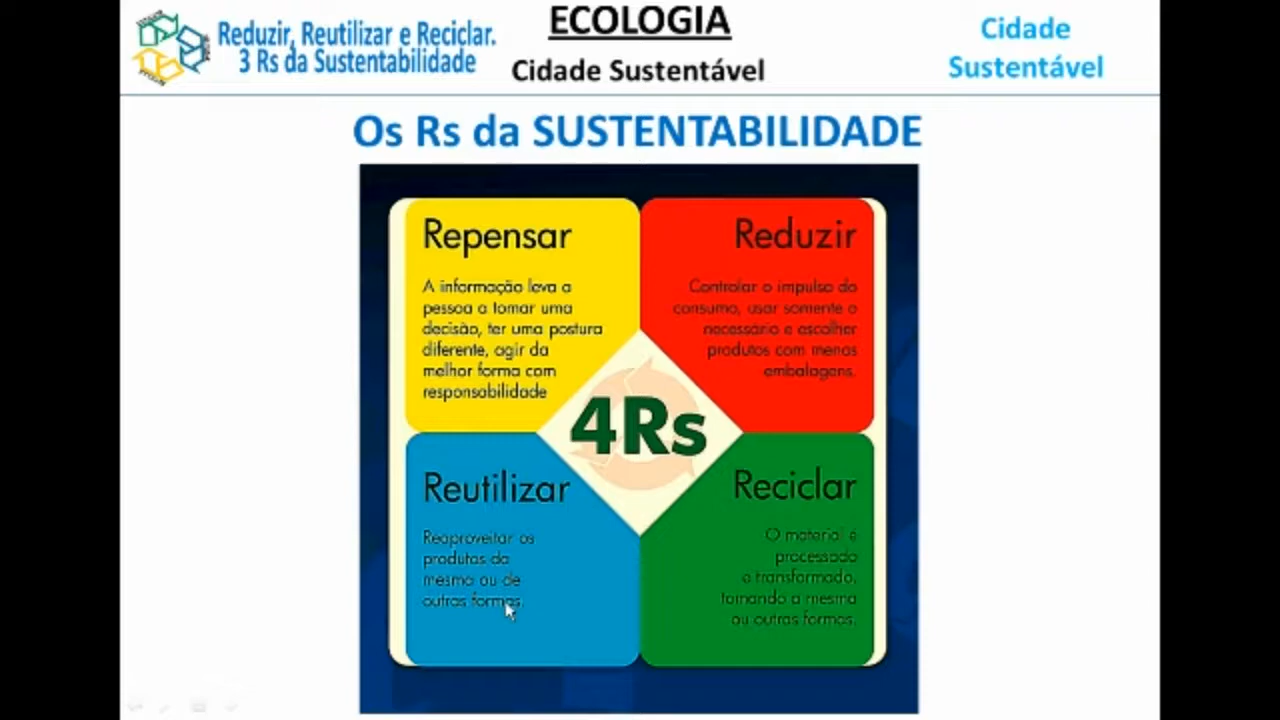 Reduzir, Reutilizar e Reciclar.
3 Rs da Sustentabilidade
ECOLOGIA
Cidade Sustentável
Cidade
Sustentável
Os Rs da SUSTENTABILIDADE
Repensar
A informação leva a
pessoa a tomar uma
decisão, ter uma postura
diferente, agir da
melhor forma com
responsabilidade
Reduzir
Controlar o impulso do
consumo, usar somente o
necessário e escolher
produtos com menos
embalagens.
4Rs
Reutilizar
Reaproveitar os
produtos da
mesma ou de
outras formas.
Reciclar
O material é
processado
e transformado,
tornando a mesma
ou outras formas.